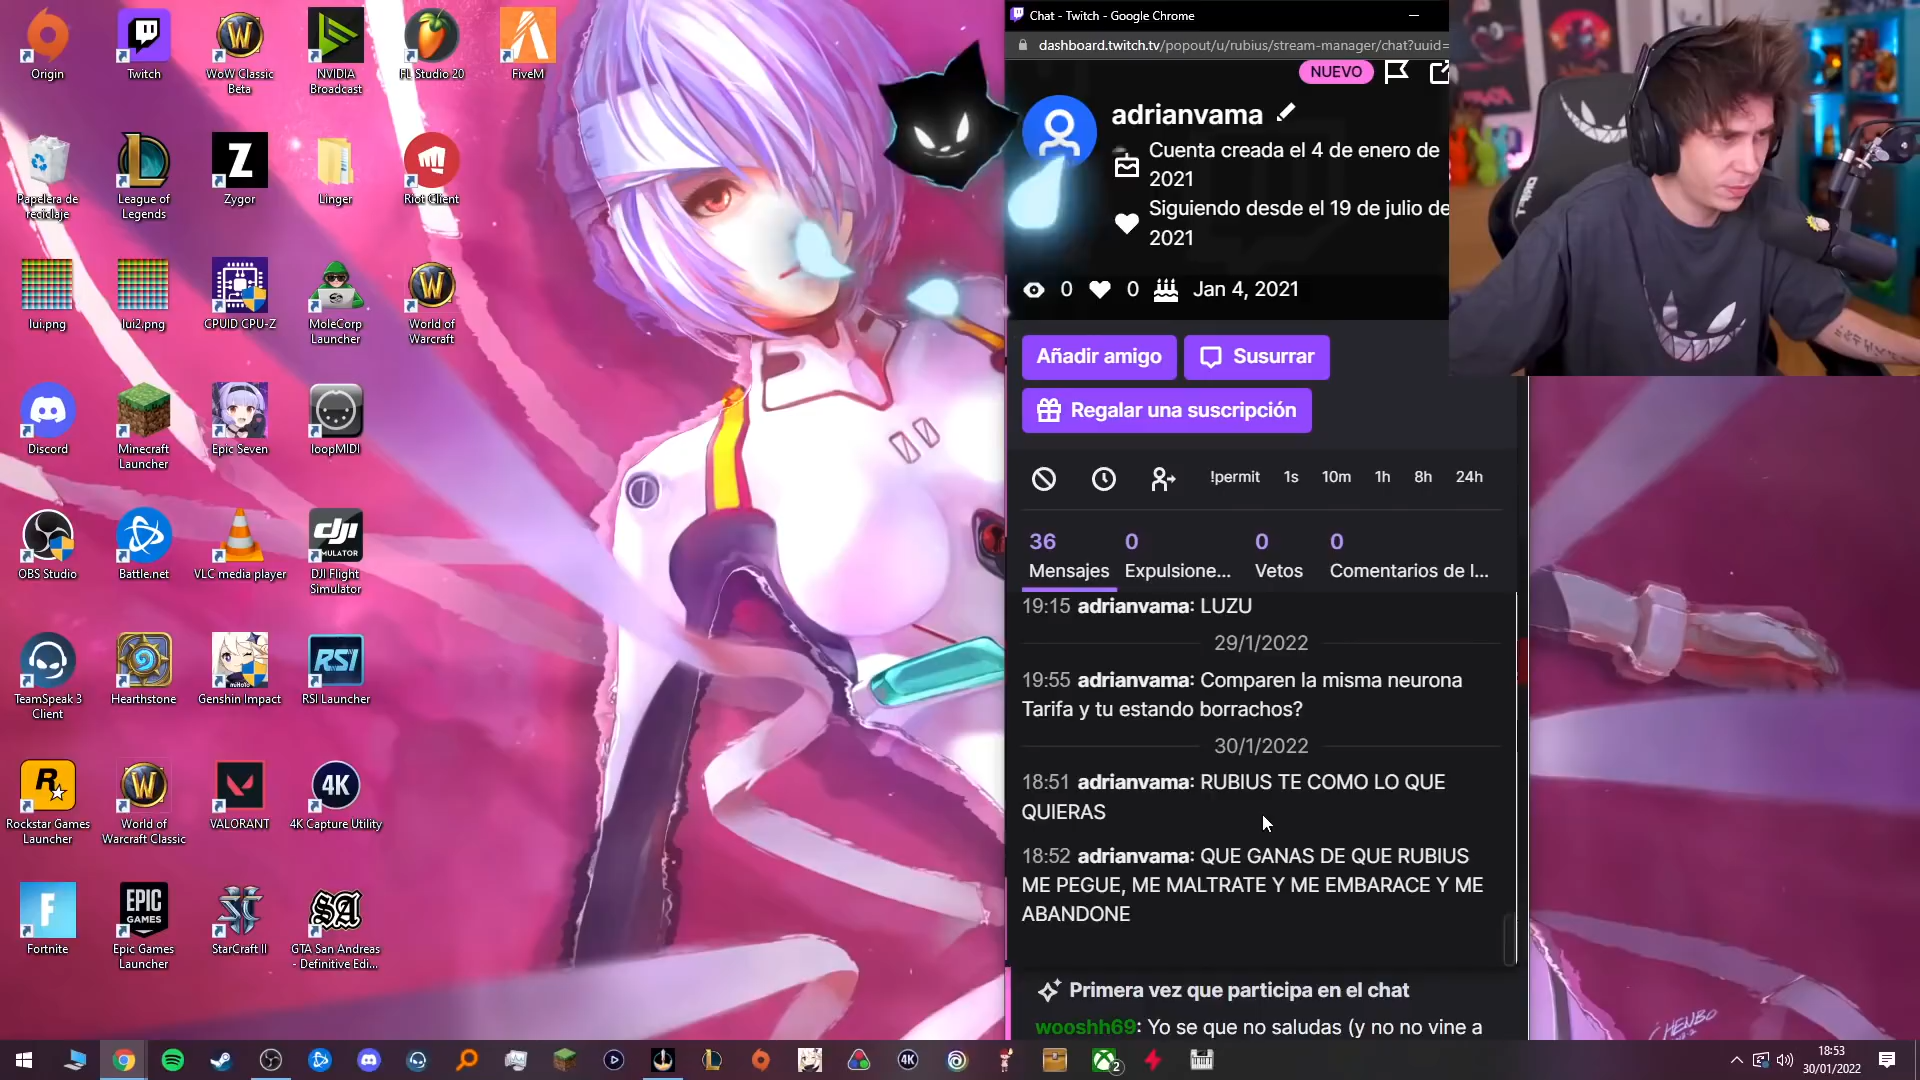 Origin
Twitch
WoW Classic
Beta
NVIDIA
Broadcast
FL Studio 20
FiveM
Papelera de
reciclaje
League of
Legends
Zygor
Linger
Riot Client
lui.png
lui2.png
CPUID CPU-Z
MoleCorp
Launcher
World of
Warcraft
Discord
Minecraft
Launcher
Epic Seven
loopMIDI
OBS Studio
Battle.net
VLC media player
DJI Flight
Simulator
TeamSpeak 3
Client
Hearthstone
Genshin Impact
RSI Launcher
Rockstar Games
Launcher
World of
Warcraft Classic
VALORANT
4K Capture Utility
Fortnite
Epic Games
Launcher
StarCraft II
GTA San Andreas
- Definitive Edi...
Chat - Twitch - Google Chrome
dashboard.twitch.tv/popout/u/rubius/stream-manager/chat?uuid=
NUEVO
adrianvama
Cuenta creada el 4 de enero de
2021
Siguiendo desde el 19 de julio de
2021
0 0 Jan 4, 2021
Añadir amigo
Susurrar
Regalar una suscripción
!permit 1s 10m 1h 8h 24h
36 0 0 0
Mensajes Expulsione... Vetos Comentarios de l...
19:15 adrianvama: LUZU
29/1/2022
19:55 adrianvama: Comparen la misma neurona
Tarifa y tu estando borrachos?
30/1/2022
18:51 adrianvama: RUBIUS TE COMO LO QUE
QUIERAS
18:52 adrianvama: QUE GANAS DE QUE RUBIUS
ME PEGUE, ME MALTRATE Y ME EMBARACE Y ME
ABANDONE
Primera vez que participa en el chat
wooshh69: Yo se que no saludas (y no no vine a
18:53
30/01/2022